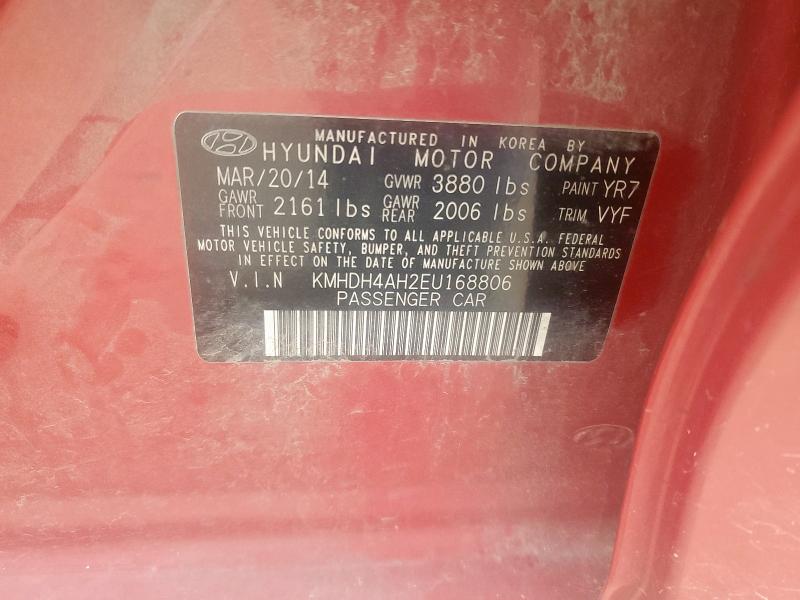 MANUFACTURED IN KOREA BY
HYUNDAI MOTOR COMPANY
MAR/20/14 GVWR 3880 lbs PAINT YR7
GAWR FRONT 2161 lbs GAWR REAR 2006 lbs TRIM VYF
THIS VEHICLE CONFORMS TO ALL APPLICABLE U.S.A. FEDERAL
MOTOR VEHICLE SAFETY, BUMPER, AND THEFT PREVENTION STANDARDS
IN EFFECT ON THE DATE OF MANUFACTURE SHOWN ABOVE
V.I.N KMHDH4AH2EU168806
PASSENGER CAR